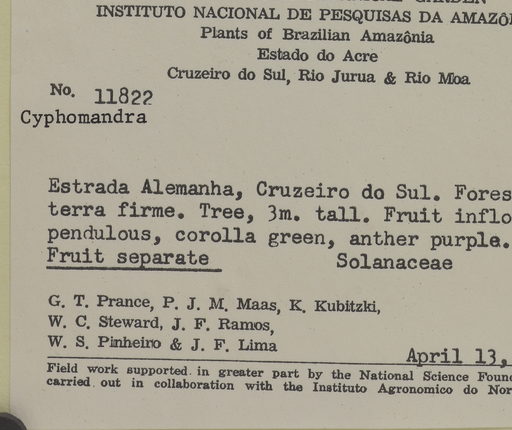 INSTITUTO NACIONAL DE PESQUISAS DA
Plants of Brazilian Amazônia
Estado do Acre
Cruzeiro do Sul, Rio Jurua & Rio Moa
No. 11822
Cyphomandra
Estrada Alemanha, Cruzeiro do Sul. Fores
terra firme. Tree, 3m. tall. Fruit inflo
pendulous, corolla green, anther purple.
Fruit separate Solanaceae
G. T. Prance, P. J. M. Maas, K. Kubitzki,
W. C. Steward, J. F. Ramos,
W. S. Pinheiro & J. F. Lima
April 13,
Field work supported in greater part by the National Science Foun
carried out in collaboration with the Instituto Agronomico do Nor